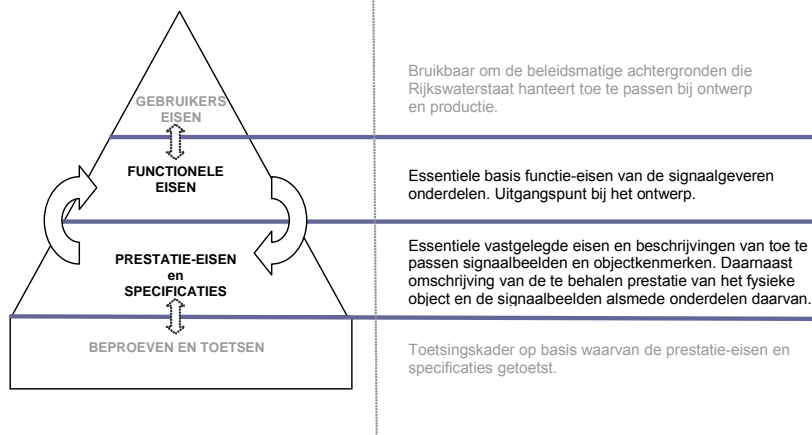 GEBRUIKERS
EISEN
Bruikbaar om de beleidsmatige achtergronden die
Rijkswaterstaat hanteert toe te passen bij ontwerp
en productie.
FUNCTIONELE
EISEN
Essentiele basis functie-eisen van de signaalgeveren
onderdelen. Uitgangspunt bij het ontwerp.
PRESTATIE-EISEN
en
SPECIFICATIES
Essentiele vastgelegde eisen en beschrijvingen van toe te
passen signaalbeelden en objectkenmerken. Daarnaast
omschrijving van de te behalen prestatie van het fysieke
object en de signaalbeelden alsmede onderdelen daarvan.
BEPROEVEN EN TOETSEN
Toetsingskader op basis waarvan de prestatie-eisen en
specificaties getoetst.